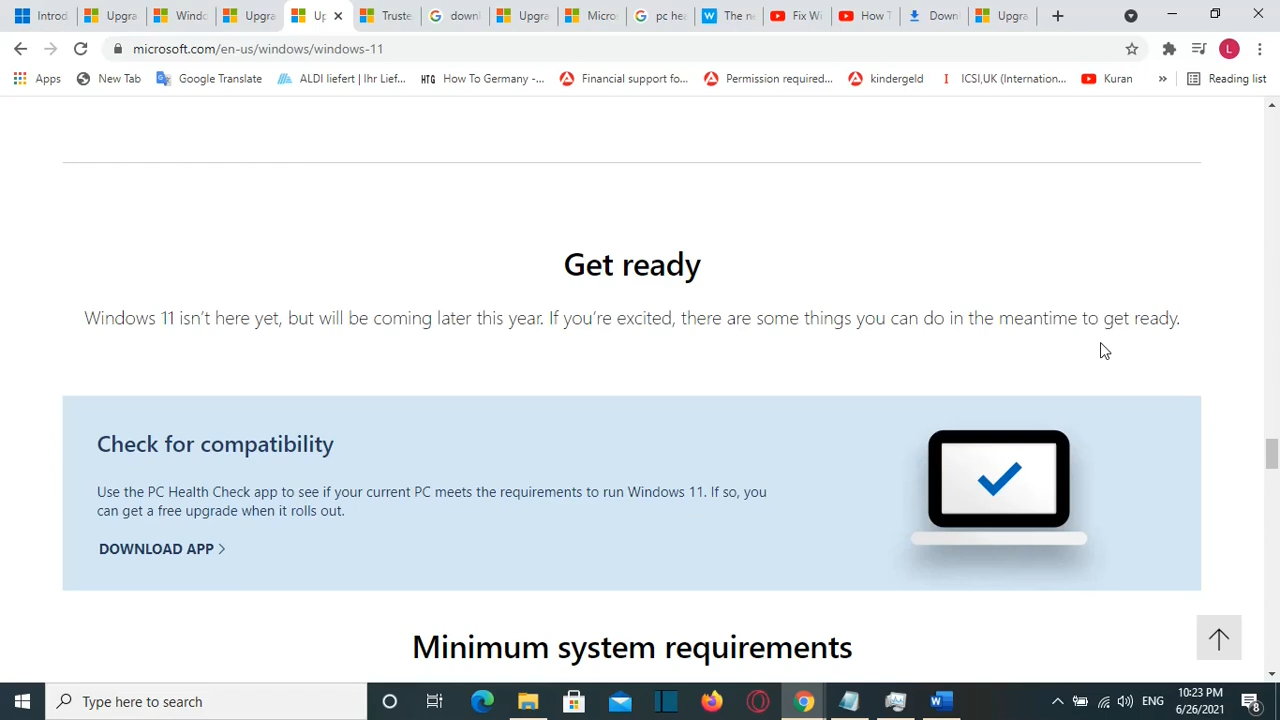 Introd Upgra Windo Upgra Up Truste downl Upgra Micro pc hea The ne Fix Wi How T Downl Upgra
microsoft.com/en-us/windows/windows-11 L
Apps New Tab Google Translate ALDI liefert | Ihr Lief... HTG How To Germany -... Financial support fo... Permission required... kindergeld ICSI,UK (Internation... Kuran » Reading list
Get ready
Windows 11 isn't here yet, but will be coming later this year. If you're excited, there are some things you can do in the meantime to get ready.
Check for compatibility
Use the PC Health Check app to see if your current PC meets the requirements to run Windows 11. If so, you
can get a free upgrade when it rolls out.
DOWNLOAD APP >
Minimum system requirements
Type here to search ENG 10:23 PM
6/26/2021 8